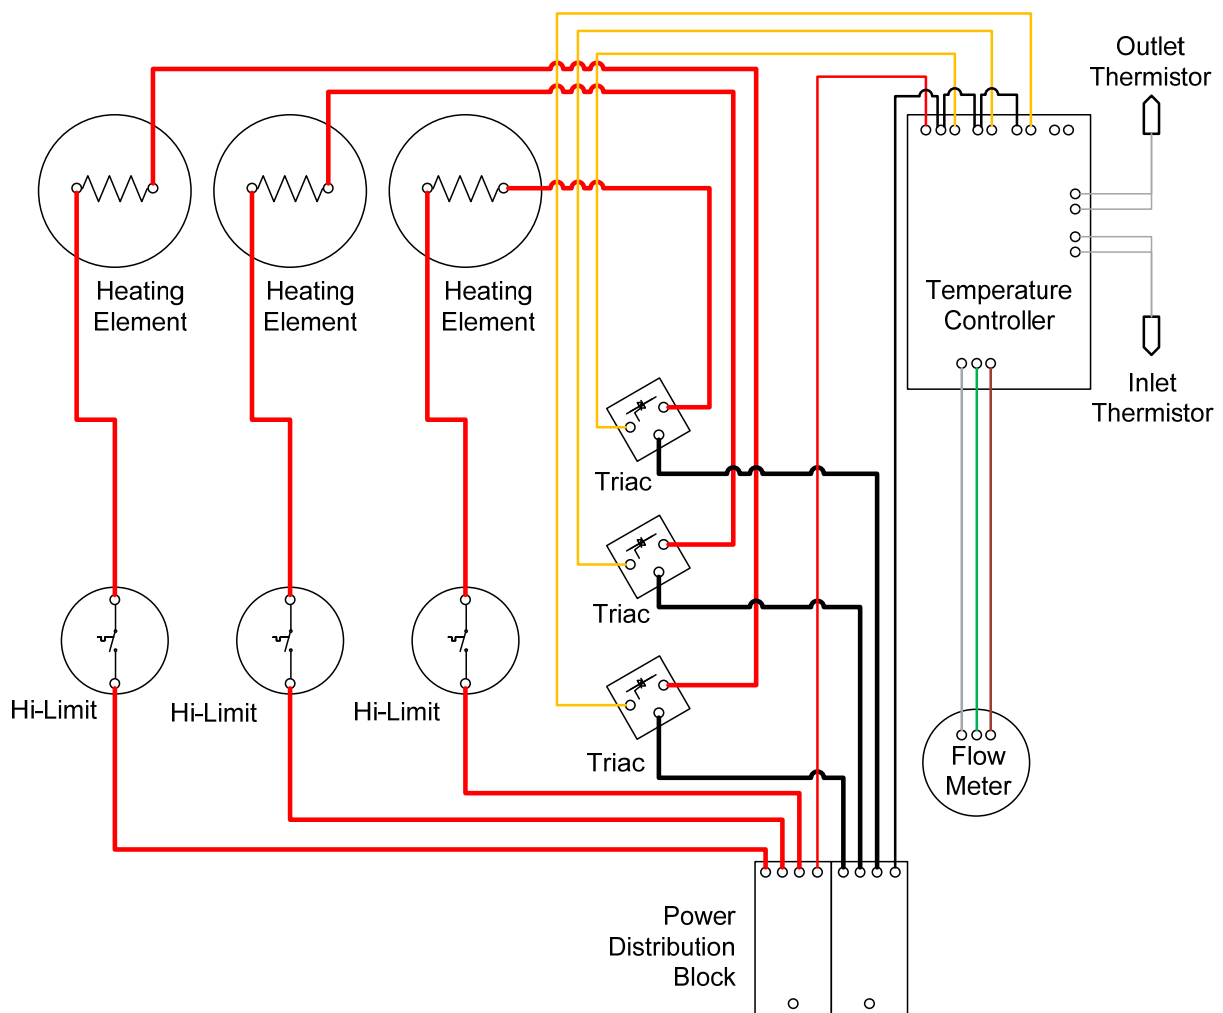 Outlet
Thermistor
Heating
Element
Heating
Element
Heating
Element
Temperature
Controller
Inlet
Thermistor
Triac
Triac
Triac
Hi-Limit
Hi-Limit
Hi-Limit
Flow
Meter
Power
Distribution
Block